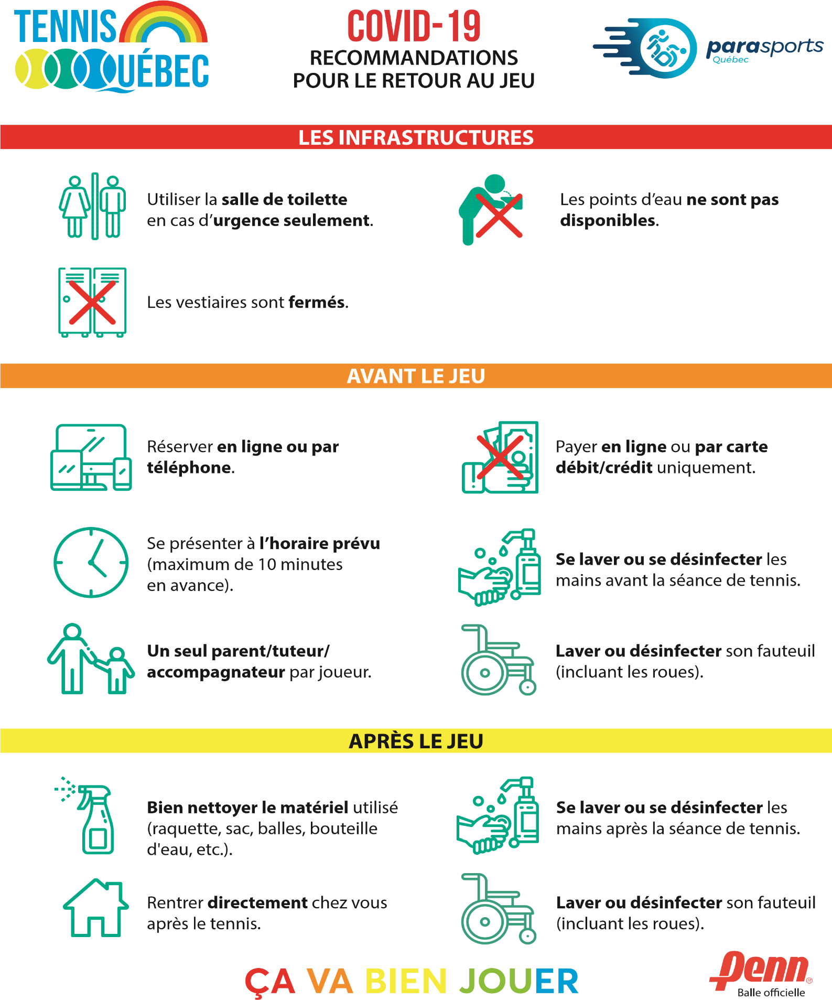 TENNIS
QUÉBEC
COVID-19
RECOMMANDATIONS
POUR LE RETOUR AU JEU
parasports
Québec
LES INFRASTRUCTURES
Utiliser la salle de toilette
en cas d’urgence seulement.
Les points d’eau ne sont pas
disponibles.
Les vestiaires sont fermés.
AVANT LE JEU
Réserver en ligne ou par
téléphone.
Payer en ligne ou par carte
débit/crédit uniquement.
Se présenter à l’horaire prévu
(maximum de 10 minutes
en avance).
Se laver ou se désinfecter les
mains avant la séance de tennis.
Un seul parent/tuteur/
accompagnateur par joueur.
Laver ou désinfecter son fauteuil
(incluant les roues).
APRÈS LE JEU
Bien nettoyer le matériel utilisé
(raquette, sac, balles, bouteille
d'eau, etc.).
Se laver ou se désinfecter les
mains après la séance de tennis.
Rentrer directement chez vous
après le tennis.
Laver ou désinfecter son fauteuil
(incluant les roues).
ÇA VA BIEN JOUER
Penn®
Balle officielle